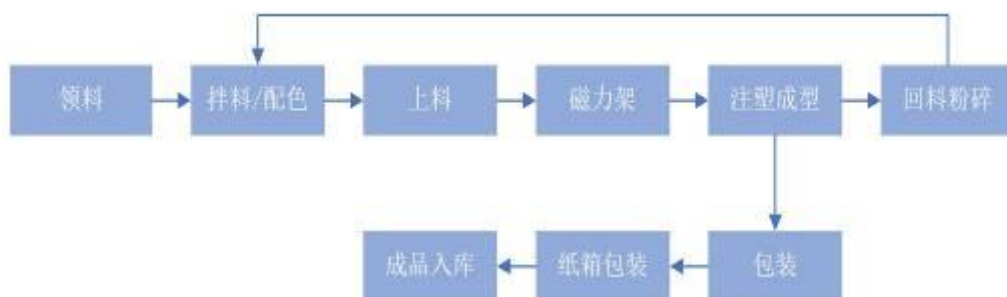 领料
拌料/配色
上料
磁力架
注塑成型
回料粉碎
成品入库
纸箱包装
包装